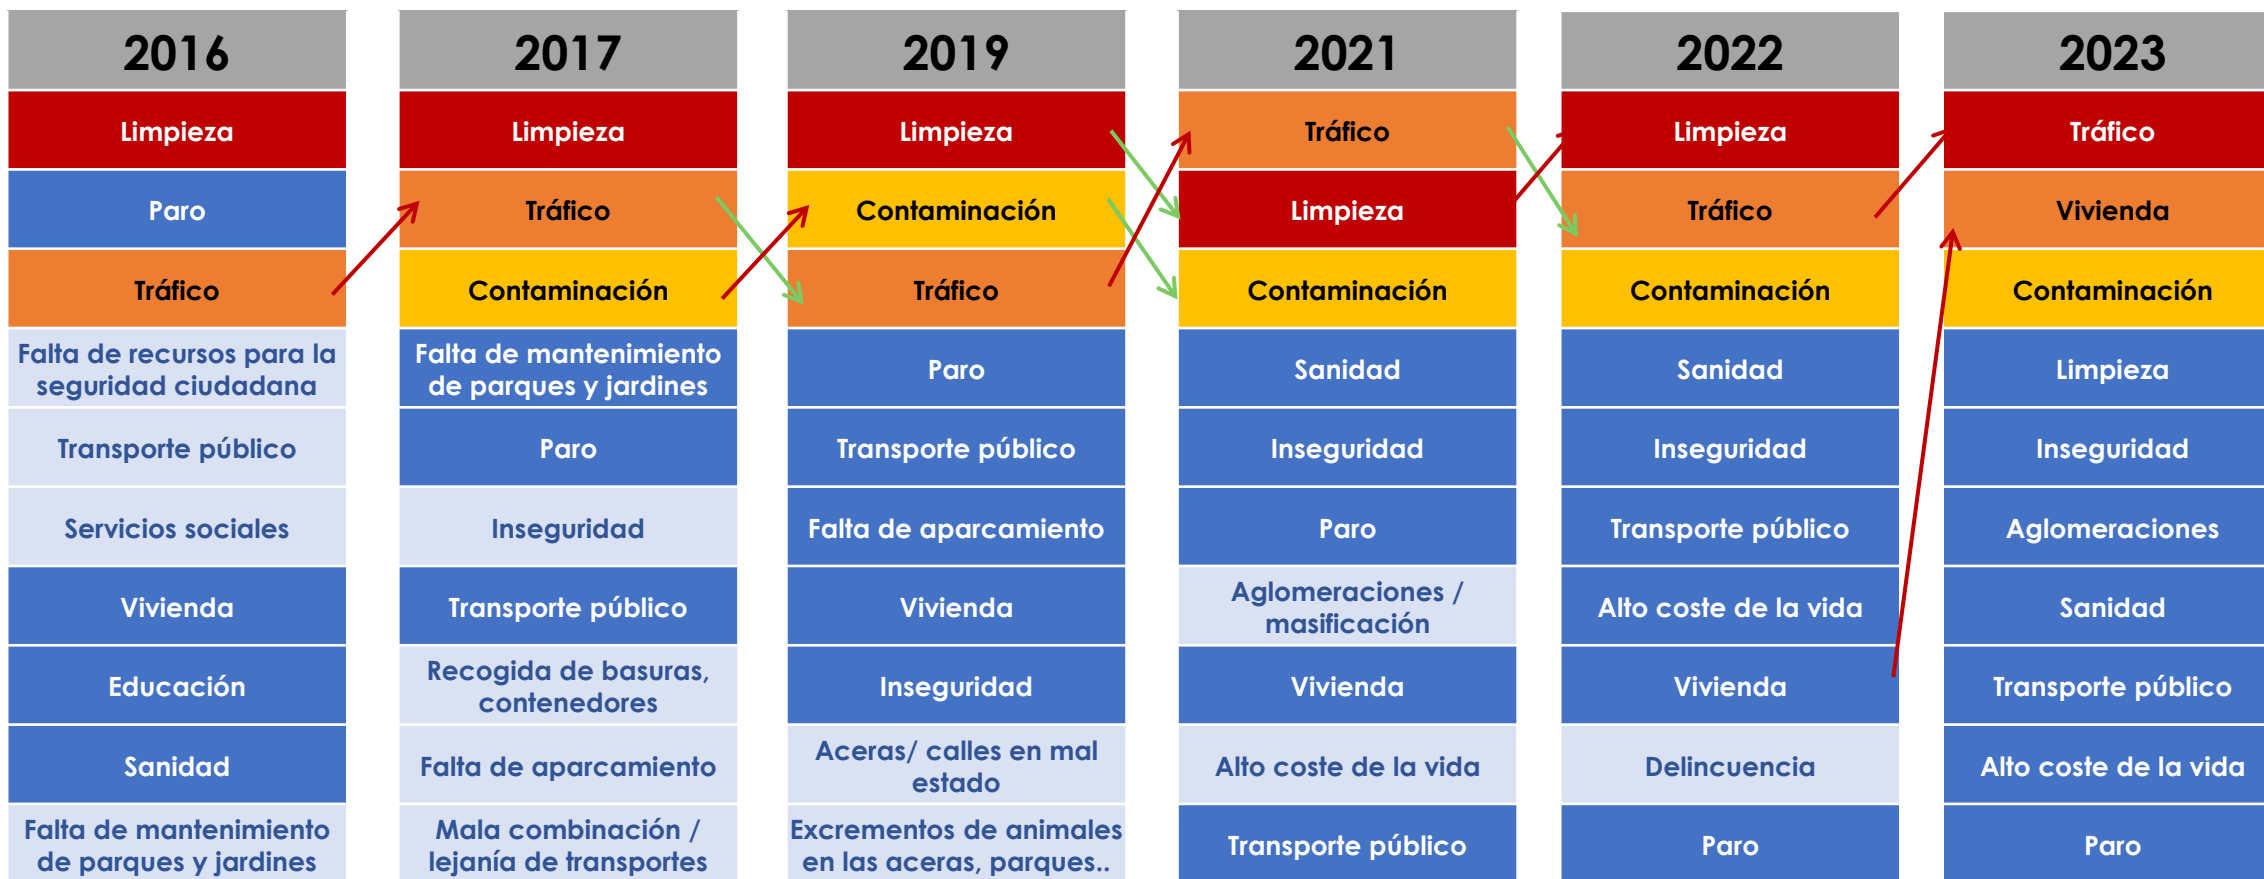 2016
Limpieza
Paro
Tráfico
Falta de recursos para la
seguridad ciudadana
Transporte público
Servicios sociales
Vivienda
Educación
Sanidad
Falta de mantenimiento
de parques y jardines
2017
Limpieza
Tráfico
Contaminación
Falta de mantenimiento
de parques y jardines
Paro
Inseguridad
Transporte público
Recogida de basuras,
contenedores
Falta de aparcamiento
Mala combinación /
lejanía de transportes
2019
Limpieza
Contaminación
Tráfico
Paro
Transporte público
Falta de aparcamiento
Vivienda
Inseguridad
Aceras/ calles en mal
estado
Excrementos de animales
en las aceras, parques..
2021
Tráfico
Limpieza
Contaminación
Sanidad
Inseguridad
Paro
Aglomeraciones /
masificación
Vivienda
Alto coste de la vida
Transporte público
2022
Limpieza
Tráfico
Contaminación
Sanidad
Inseguridad
Transporte público
Alto coste de la vida
Vivienda
Delincuencia
Paro
2023
Tráfico
Vivienda
Contaminación
Limpieza
Inseguridad
Aglomeraciones
Sanidad
Transporte público
Alto coste de la vida
Paro